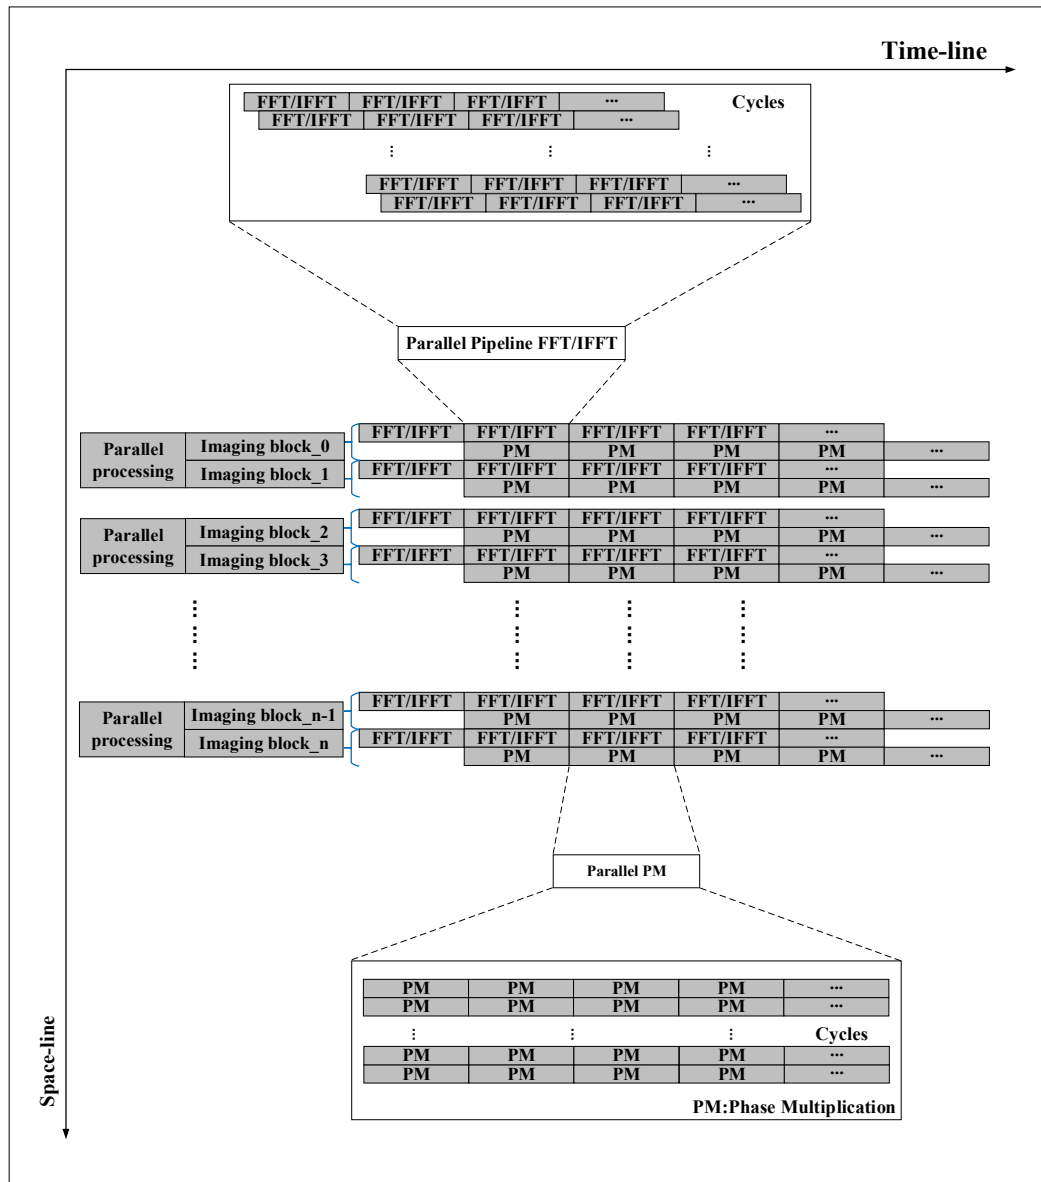 Time-line
Cycles
FFT/IFFT FFT/IFFT FFT/IFFT ...
FFT/IFFT FFT/IFFT FFT/IFFT ...
... ... ...
FFT/IFFT FFT/IFFT FFT/IFFT ...
FFT/IFFT FFT/IFFT FFT/IFFT ...
Parallel Pipeline FFT/IFFT
Parallel
processing
Imaging block_0
Imaging block_1
FFT/IFFT FFT/IFFT FFT/IFFT FFT/IFFT ...
PM PM PM PM ...
FFT/IFFT FFT/IFFT FFT/IFFT FFT/IFFT ...
PM PM PM PM ...
Parallel
processing
Imaging block_2
Imaging block_3
FFT/IFFT FFT/IFFT FFT/IFFT FFT/IFFT ...
PM PM PM PM ...
FFT/IFFT FFT/IFFT FFT/IFFT FFT/IFFT ...
PM PM PM PM ...
Parallel
processing
Imaging block_n-1
Imaging block_n
FFT/IFFT FFT/IFFT FFT/IFFT FFT/IFFT ...
PM PM PM PM ...
FFT/IFFT FFT/IFFT FFT/IFFT FFT/IFFT ...
PM PM PM PM ...
Parallel PM
PM PM PM PM ...
PM PM PM PM ...
... ... ...
Cycles
PM PM PM PM ...
PM PM PM PM ...
PM:Phase Multiplication
Space-line